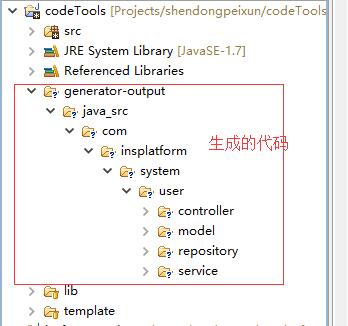 codeTools [Projects/shendongpeixun/codeTools
src
JRE System Library [JavaSE-1.7]
Referenced Libraries
generator-output
java_src
com
生成的代码
insplatform
system
user
controller
model
repository
service
lib
template